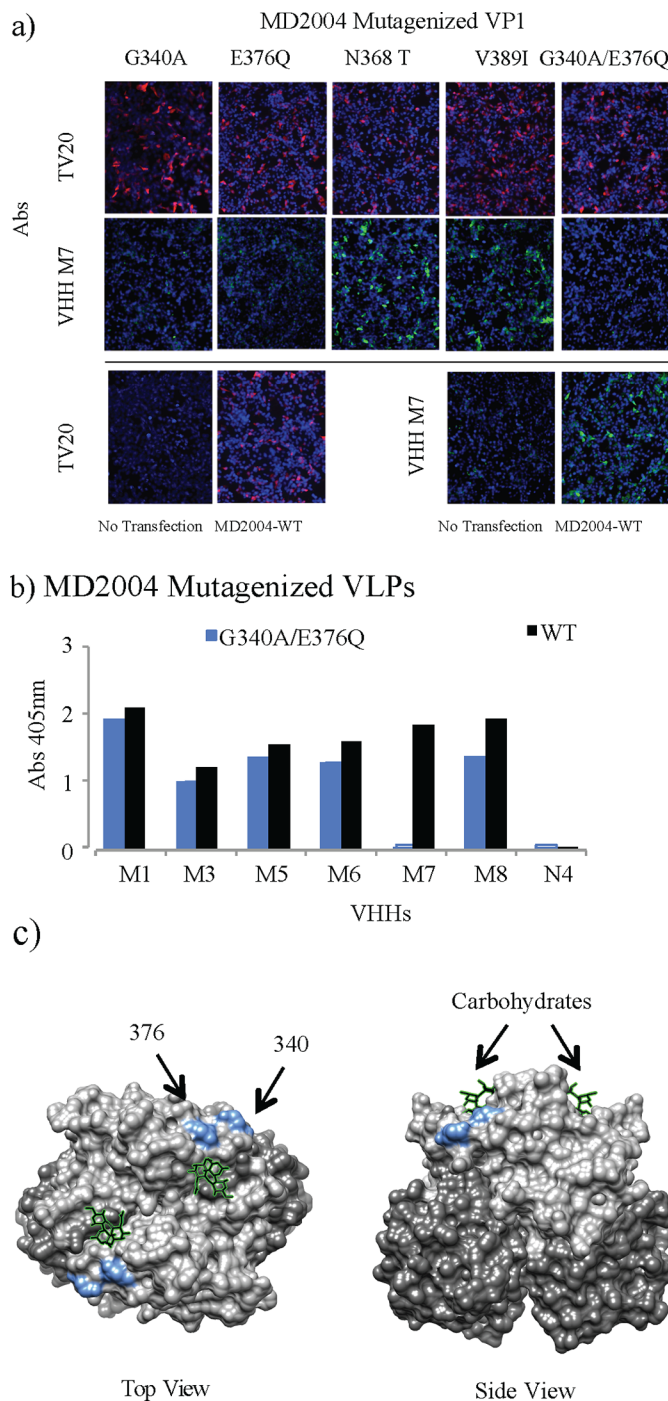 a)
MD2004 Mutagenized VP1
G340A E376Q N368 T V389I G340A/E376Q
Abs
TV20
VHH M7
TV20
VHH M7
No Transfection MD2004-WT No Transfection MD2004-WT
b) MD2004 Mutagenized VLPs
G340A/E376Q WT
Abs 405nm
3
2
1
0
M1 M3 M5 M6 M7 M8 N4
VHHs
c)
Carbohydrates
376
340
Top View Side View